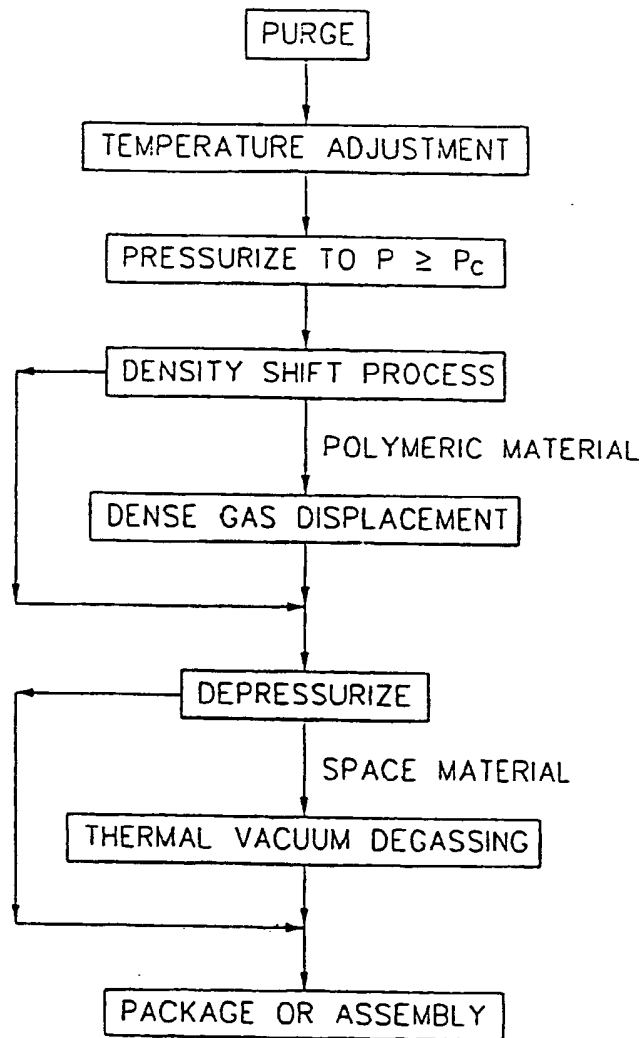 PURGE
TEMPERATURE ADJUSTMENT
PRESSURIZE TO P ≥ Pc
DENSITY SHIFT PROCESS
POLYMERIC MATERIAL
DENSE GAS DISPLACEMENT
DEPRESSURIZE
SPACE MATERIAL
THERMAL VACUUM DEGASSING
PACKAGE OR ASSEMBLY